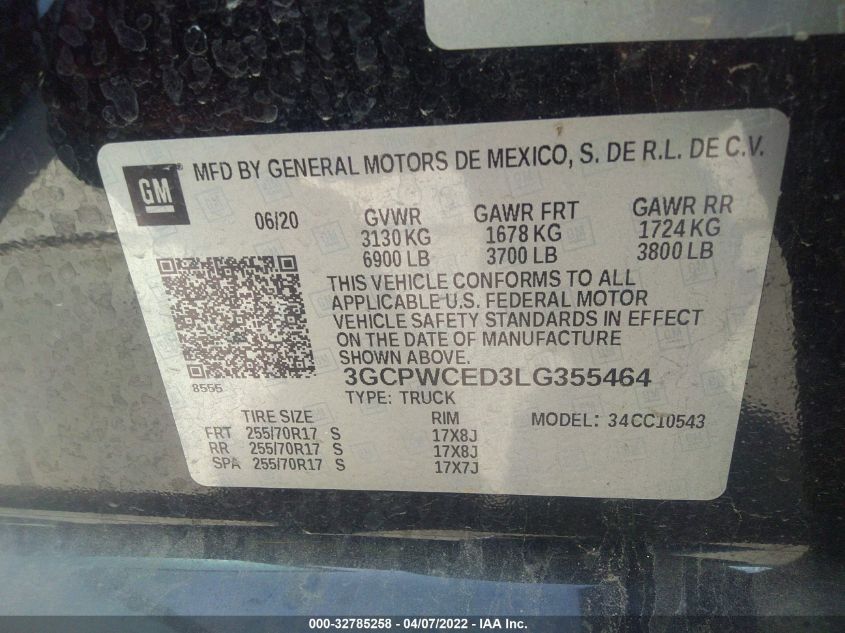 GM
MFD BY GENERAL MOTORS DE MEXICO, S. DE R.L. DE C.V.
06/20 GVWR GAWR FRT GAWR RR
3130 KG 1678 KG 1724 KG
6900 LB 3700 LB 3800 LB
THIS VEHICLE CONFORMS TO ALL
APPLICABLE U.S. FEDERAL MOTOR
VEHICLE SAFETY STANDARDS IN EFFECT
ON THE DATE OF MANUFACTURE
SHOWN ABOVE.
8555
3GCPWCED3LG355464
TYPE: TRUCK
TIRE SIZE RIM MODEL: 34CC10543
FRT 255/70R17 S 17X8J
RR 255/70R17 S 17X8J
SPA 255/70R17 S 17X7J
000-32785258 - 04/07/2022 - IAA Inc.